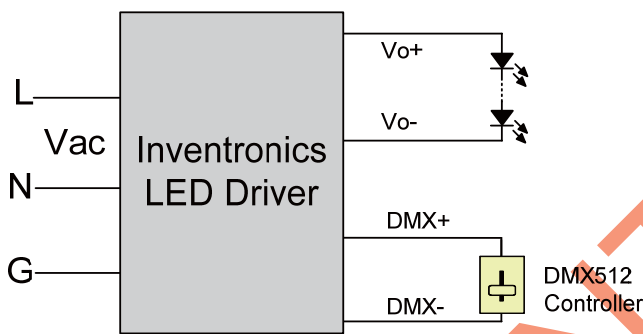 L
Vac
N
G
Inventronics
LED Driver
Vo+
Vo-
DMX+
DMX-
DMX512
Controller